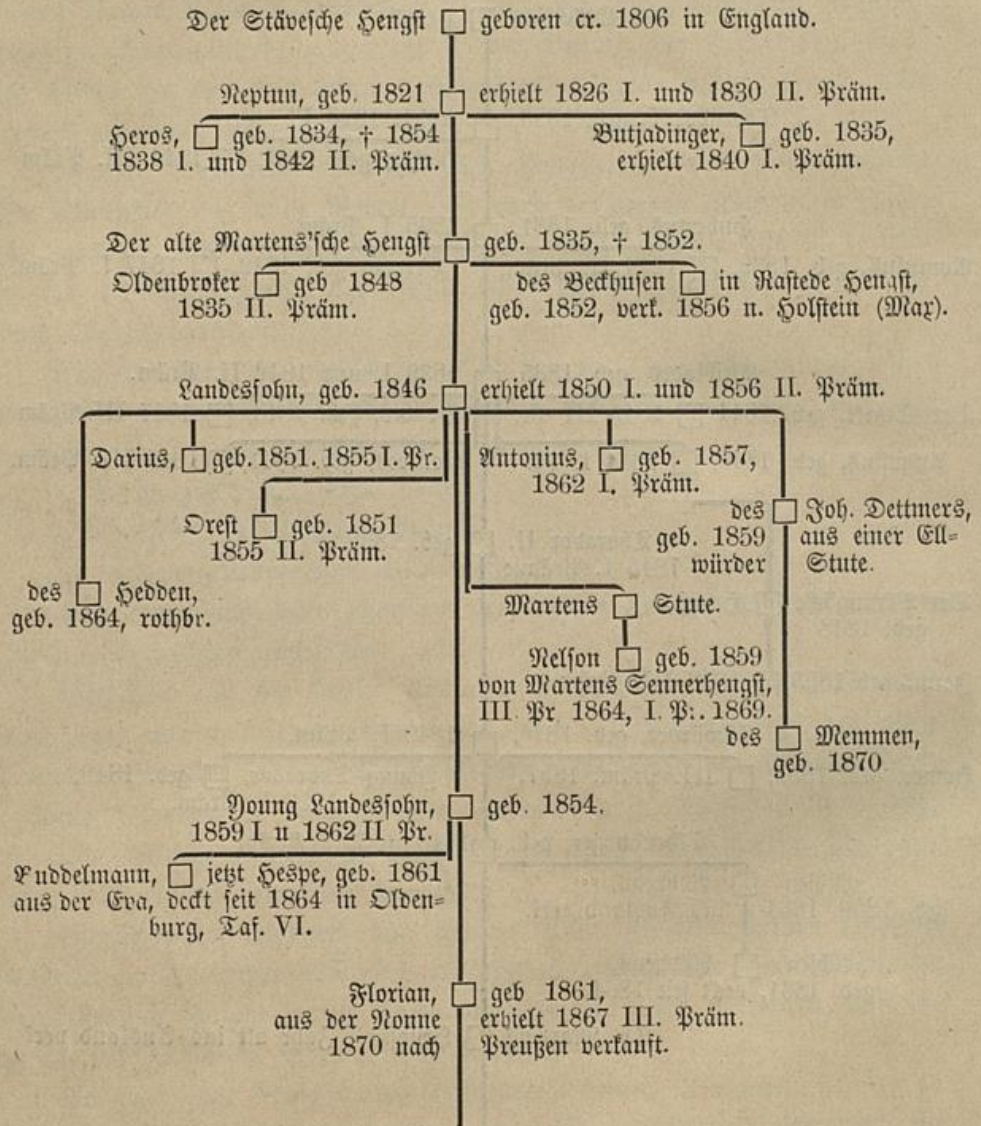 Der Stävesche Hengst □ geboren cr. 1806 in England.
Neptun, geb. 1821 □ erhielt 1826 I. und 1830 II. Präm.
Heros, □ geb. 1834, † 1854
1838 I. und 1842 II. Präm.
Butjadinger, □ geb. 1835,
erhielt 1840 I. Präm.
Der alte Martens'sche Hengst □ geb. 1835, † 1852.
Oldenbroker □ geb 1848
1835 II. Präm.
des Beckhusen □ in Rastede Hengst,
geb. 1852, verk. 1856 n. Holstein (Max).
Landessohn, geb. 1846 □ erhielt 1850 I. und 1856 II. Präm.
Darius, □ geb. 1851. 1855 I. Pr.
Antonius, □ geb. 1857,
1862 I. Präm.
Orest □ geb. 1851
1855 II. Präm.
des □ Joh. Dettmers,
geb. 1859 aus einer Ell=
würder Stute.
des □ Hedden,
geb. 1864, rothbr.
Martens □ Stute.
Nelson □ geb. 1859
von Martens Sennerhengst,
III. Pr 1864, I. P:. 1869.
des □ Memmen,
geb. 1870
Young Landessohn, □ geb. 1854.
1859 I u 1862 II Pr.
Puddelmann, □ jetzt Hespe, geb. 1861
aus der Eva, deckt seit 1864 in Olden=
burg, Taf. VI.
Florian, □ geb 1861,
aus der Nonne erhielt 1867 III. Präm.
1870 nach Preußen verkauft.